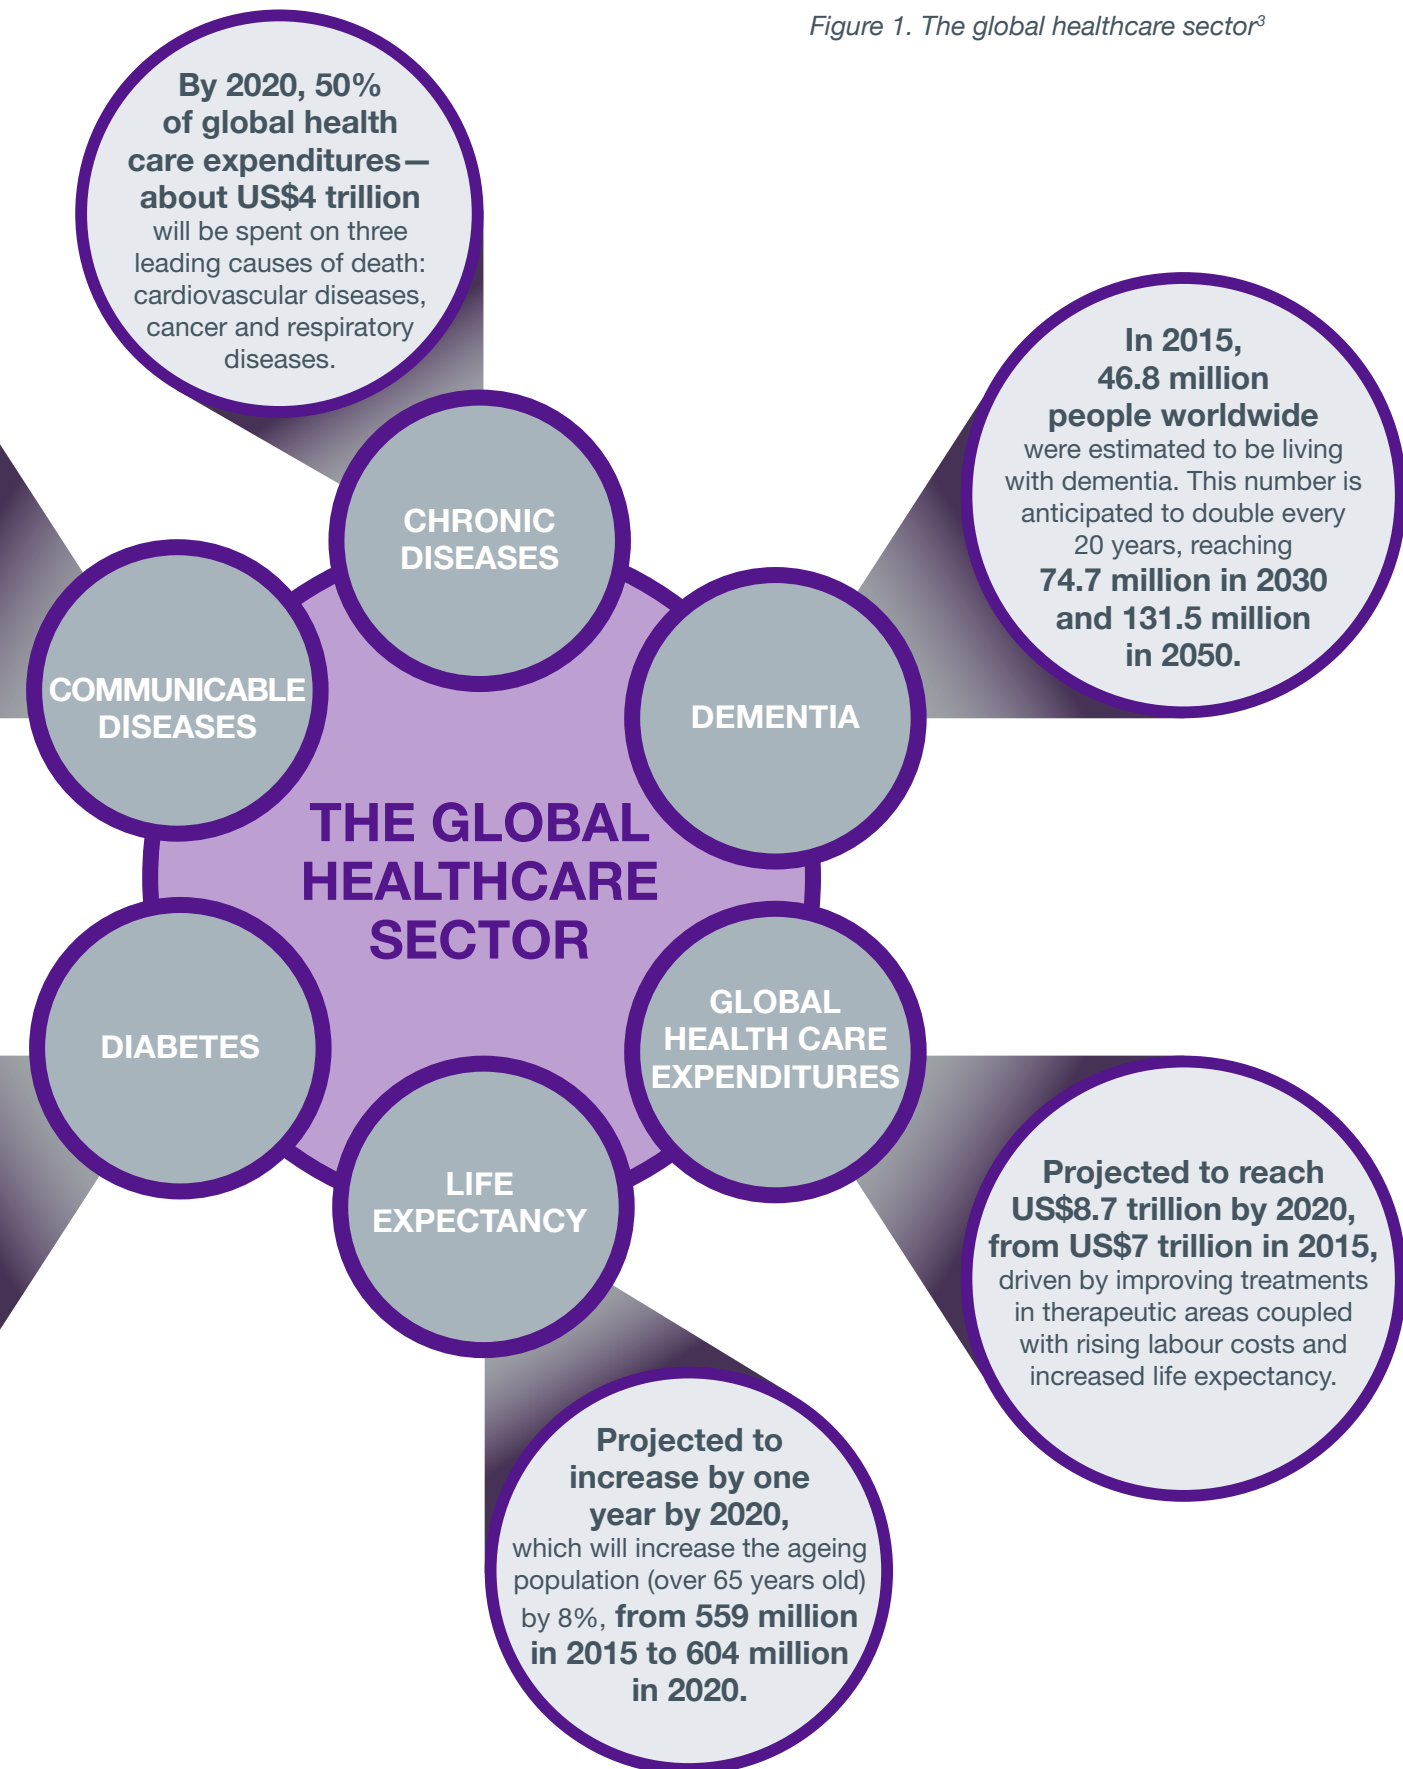 Figure 1. The global healthcare sector³
By 2020, 50%
of global health
care expenditures—
about US$4 trillion
will be spent on three
leading causes of death:
cardiovascular diseases,
cancer and respiratory
diseases.
In 2015,
46.8 million
people worldwide
were estimated to be living
with dementia. This number is
anticipated to double every
20 years, reaching
74.7 million in 2030
and 131.5 million
in 2050.
CHRONIC
DISEASES
COMMUNICABLE
DISEASES
DEMENTIA
THE GLOBAL
HEALTHCARE
SECTOR
DIABETES
GLOBAL
HEALTH CARE
EXPENDITURES
LIFE
EXPECTANCY
Projected to reach
US$8.7 trillion by 2020,
from US$7 trillion in 2015,
driven by improving treatments
in therapeutic areas coupled
with rising labour costs and
increased life expectancy.
Projected to
increase by one
year by 2020,
which will increase the ageing
population (over 65 years old)
by 8%, from 559 million
in 2015 to 604 million
in 2020.